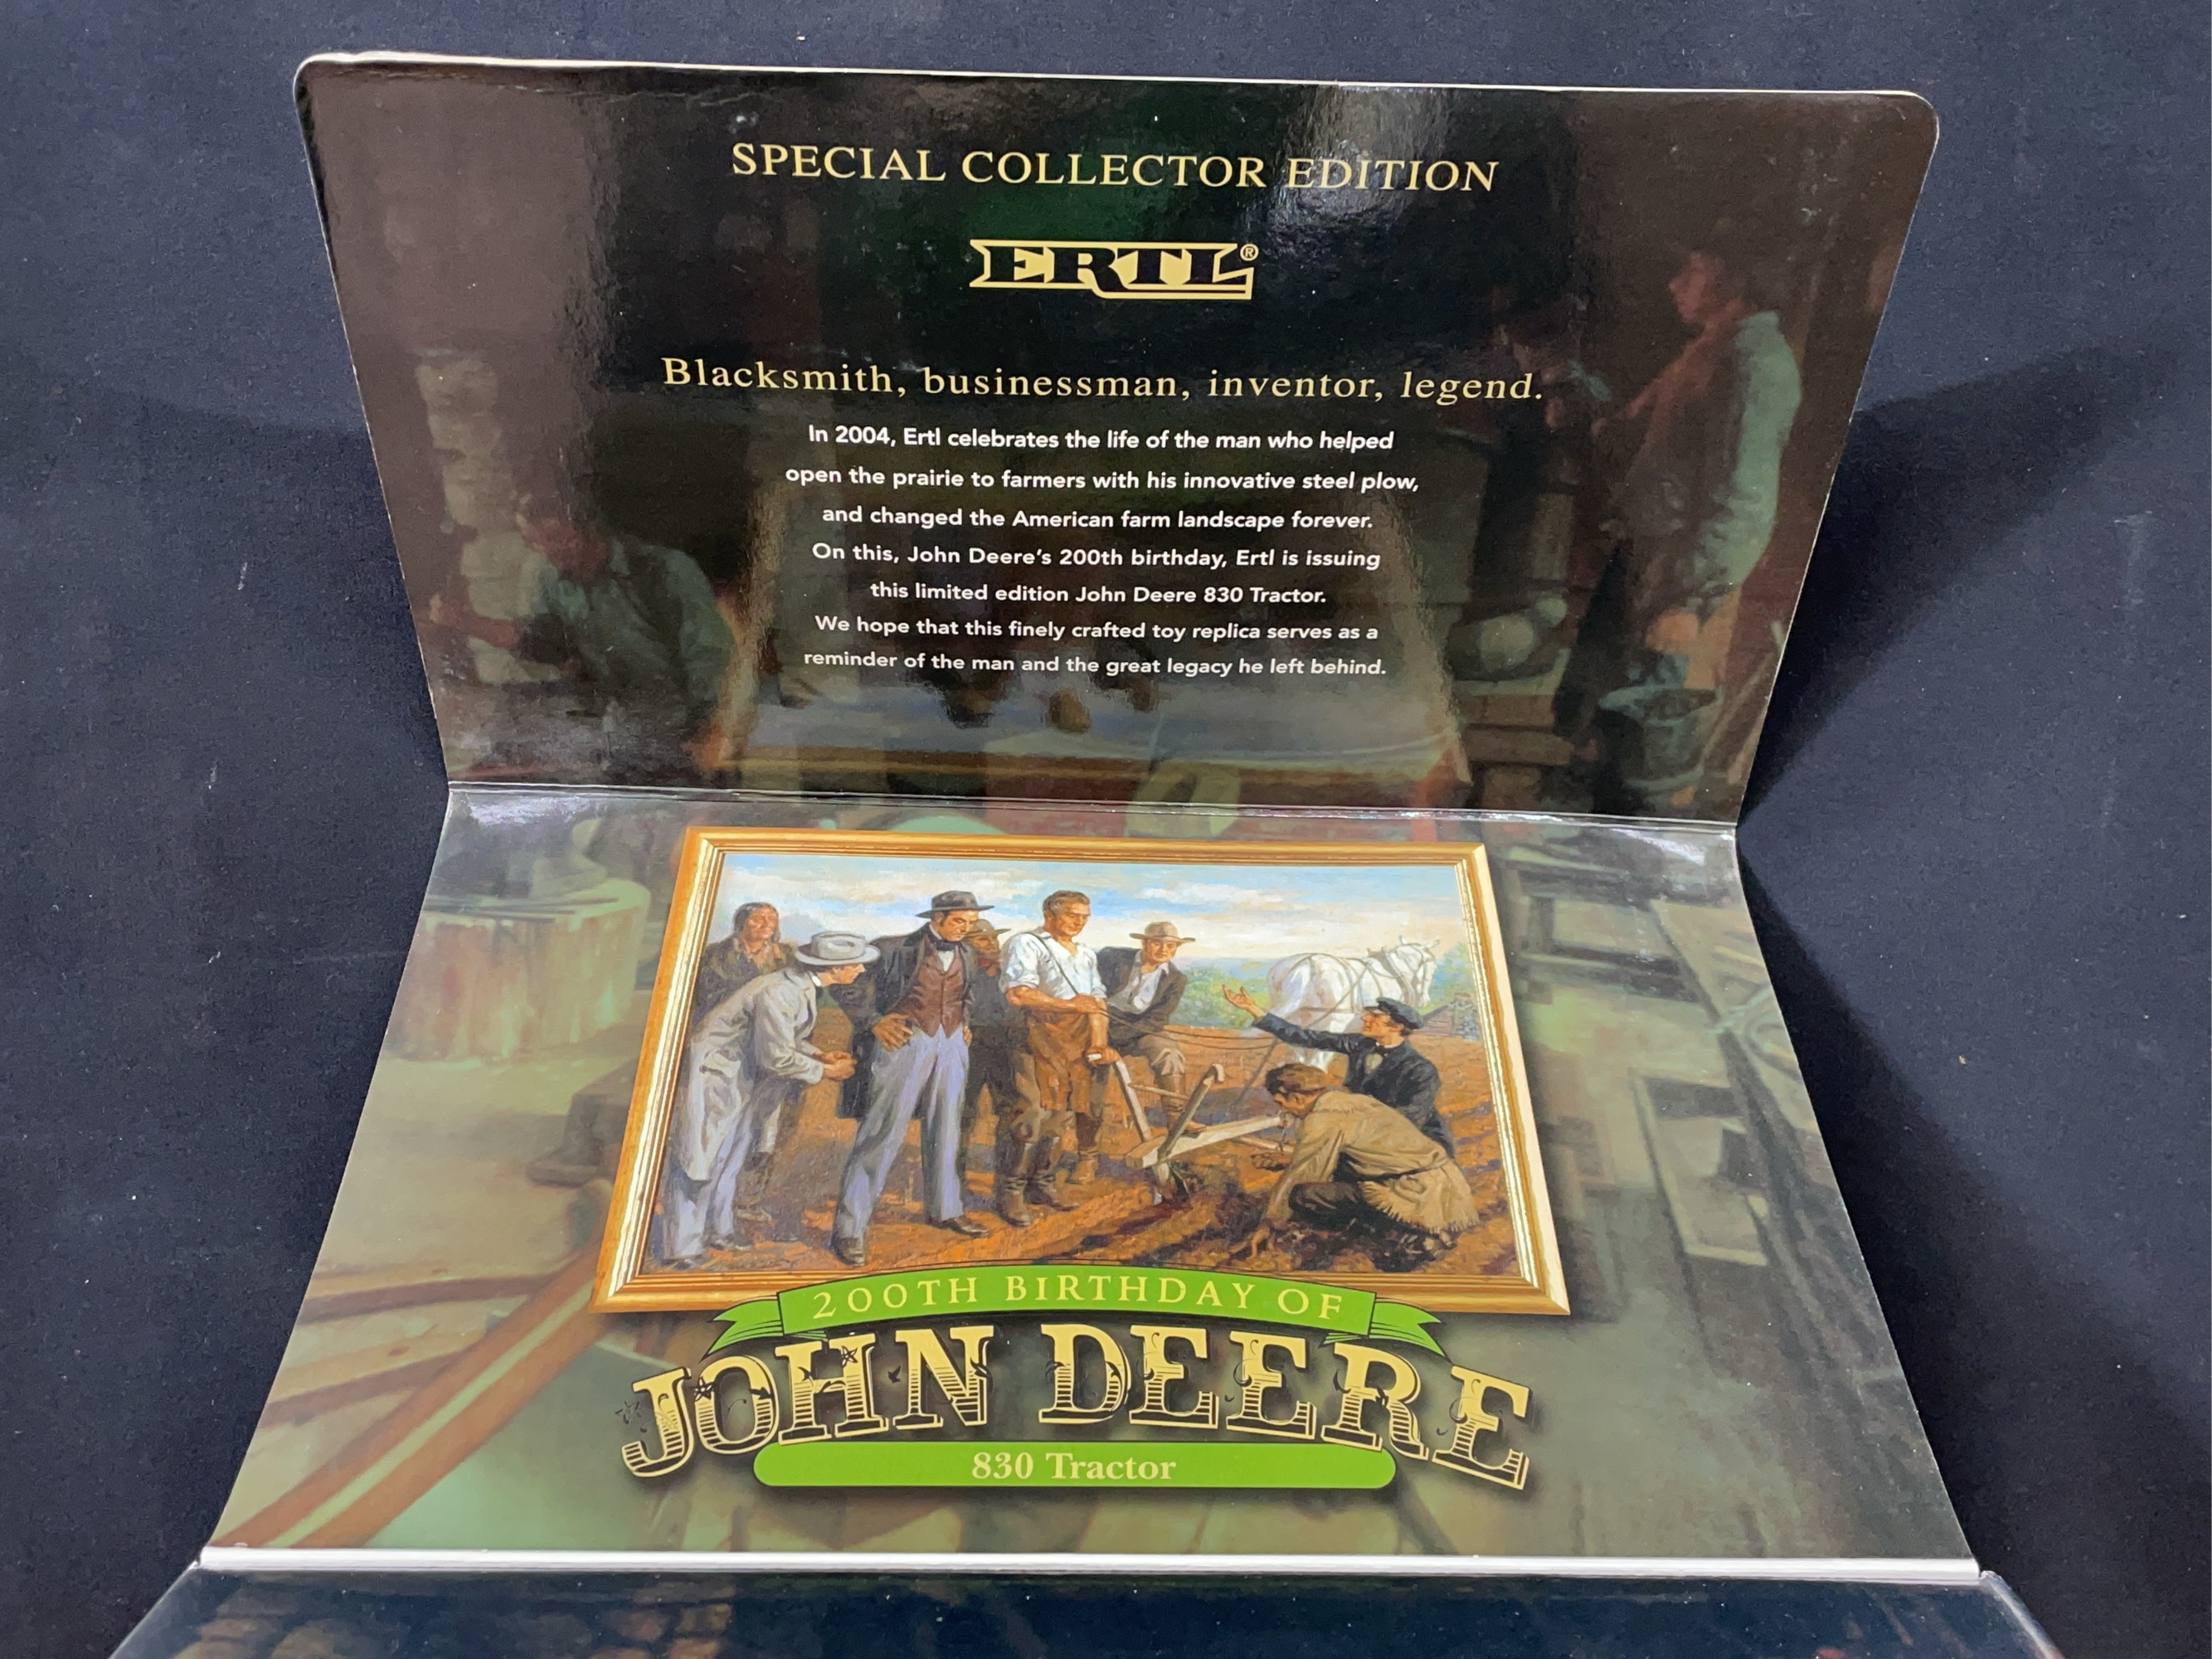 SPECIAL COLLECTOR EDITION
ERTL®
Blacksmith, businessman, inventor, legend.
In 2004, Ertl celebrates the life of the man who helped
open the prairie to farmers with his innovative steel plow,
and changed the American farm landscape forever.
On this, John Deere's 200th birthday, Ertl is issuing
this limited edition John Deere 830 Tractor.
We hope that this finely crafted toy replica serves as a
reminder of the man and the great legacy he left behind.
200TH BIRTHDAY OF
JOHN DEERE
830 Tractor